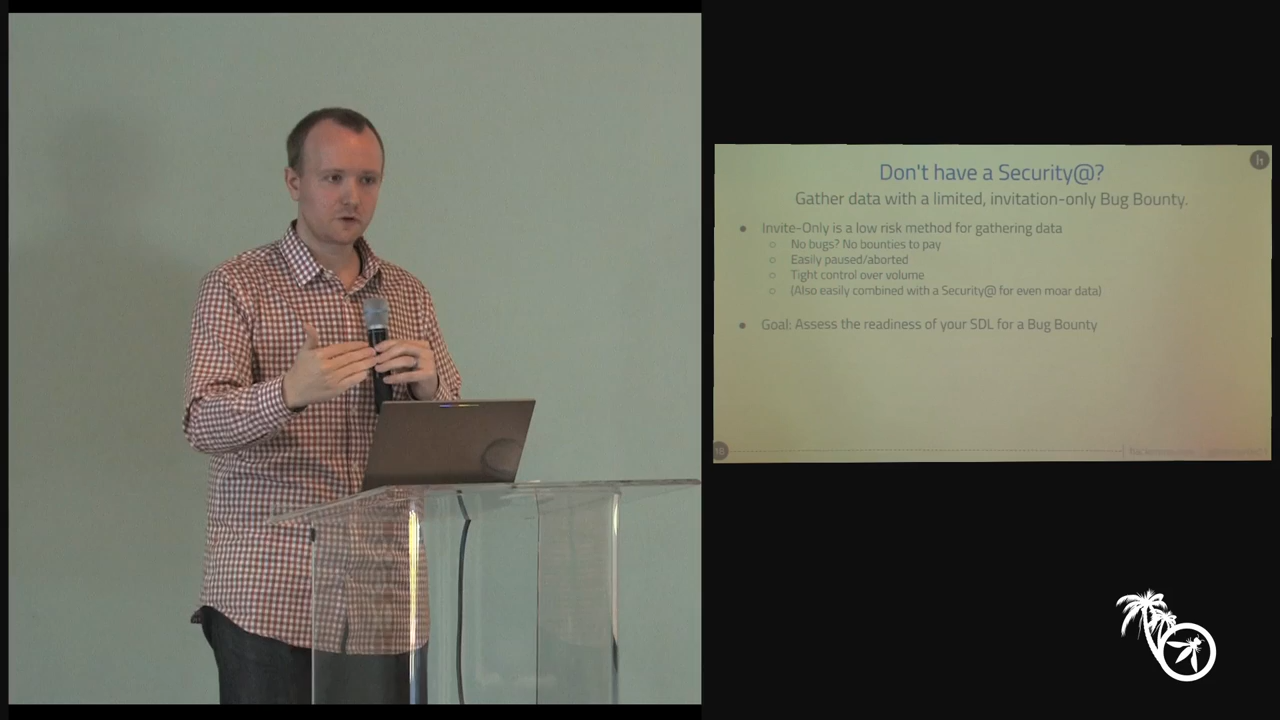 Don't have a Security@?
Gather data with a limited, invitation-only Bug Bounty.
● Invite-Only is a low risk method for gathering data
○ No bugs? No bounties to pay
○ Easily paused/aborted
○ Tight control over volume
○ (Also easily combined with a Security@ for even moar data)
● Goal: Assess the readiness of your SDL for a Bug Bounty
18